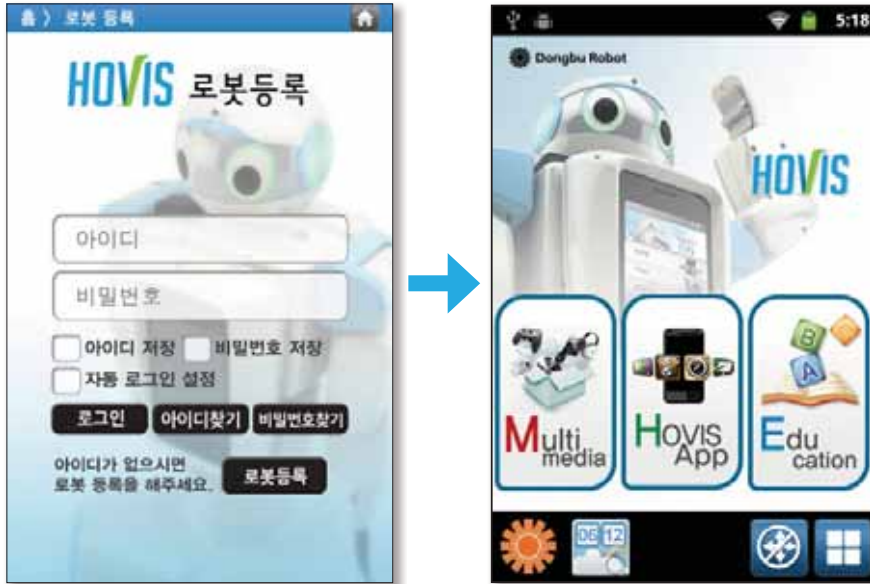 홈 〉 로봇 등록
HOVIS 로봇등록
아이디
비밀번호
아이디 저장 비밀번호 저장
자동 로그인 설정
로그인 아이디찾기 비밀번호찾기
아이디가 없으시면
로봇 등록을 해주세요.
로봇등록
5:18
Dongbu Robot
HOVIS
Multi
media
HOVIS
App
B
A
Edu
cation
06 12